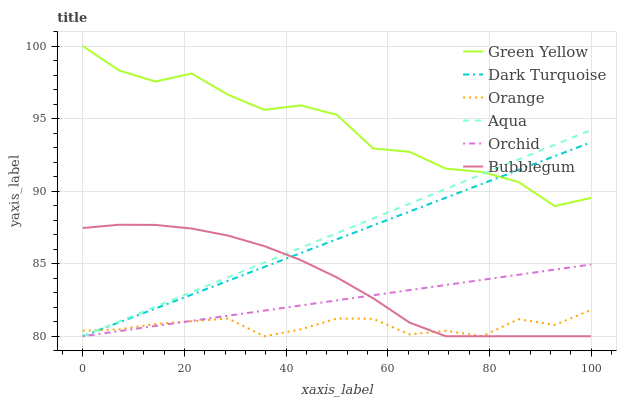 title
Green Yellow
Dark Turquoise
Orange
Aqua
Orchid
Bubblegum
yaxis_label
100
95
90
85
80
0
20
40
60
80
100
xaxis_label